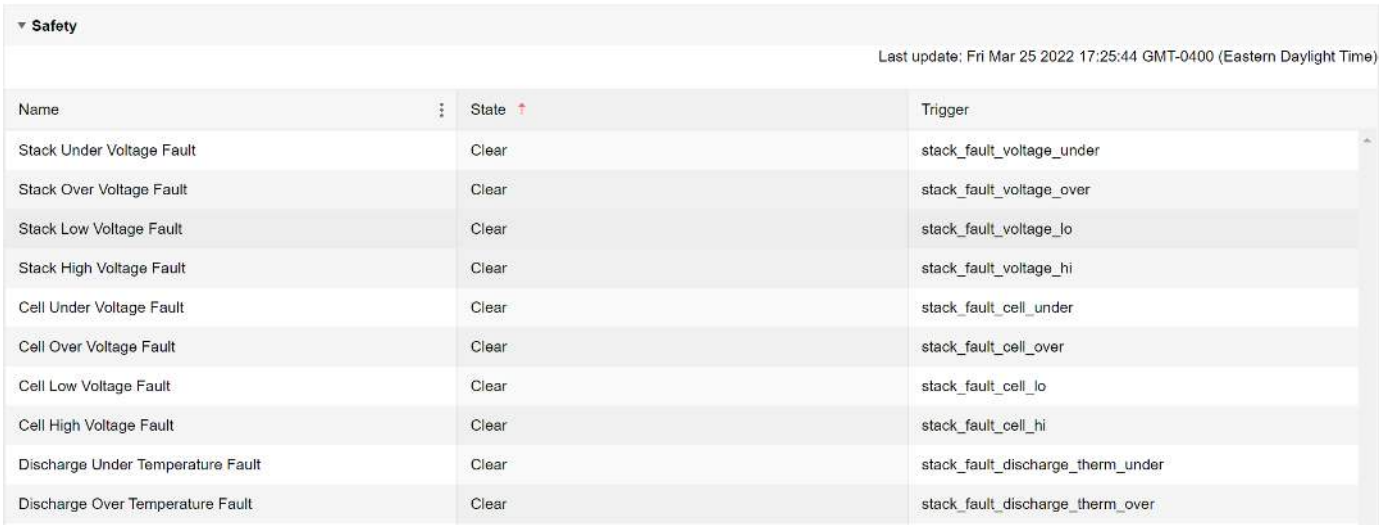 Safety
Last update: Fri Mar 25 2022 17:25:44 GMT-0400 (Eastern Daylight Time)
Name State Trigger
Stack Under Voltage Fault Clear stack_fault_voltage_under
Stack Over Voltage Fault Clear stack_fault_voltage_over
Stack Low Voltage Fault Clear stack_fault_voltage_lo
Stack High Voltage Fault Clear stack_fault_voltage_hi
Cell Under Voltage Fault Clear stack_fault_cell_under
Cell Over Voltage Fault Clear stack_fault_cell_over
Cell Low Voltage Fault Clear stack_fault_cell_lo
Cell High Voltage Fault Clear stack_fault_cell_hi
Discharge Under Temperature Fault Clear stack_fault_discharge_therm_under
Discharge Over Temperature Fault Clear stack_fault_discharge_therm_over